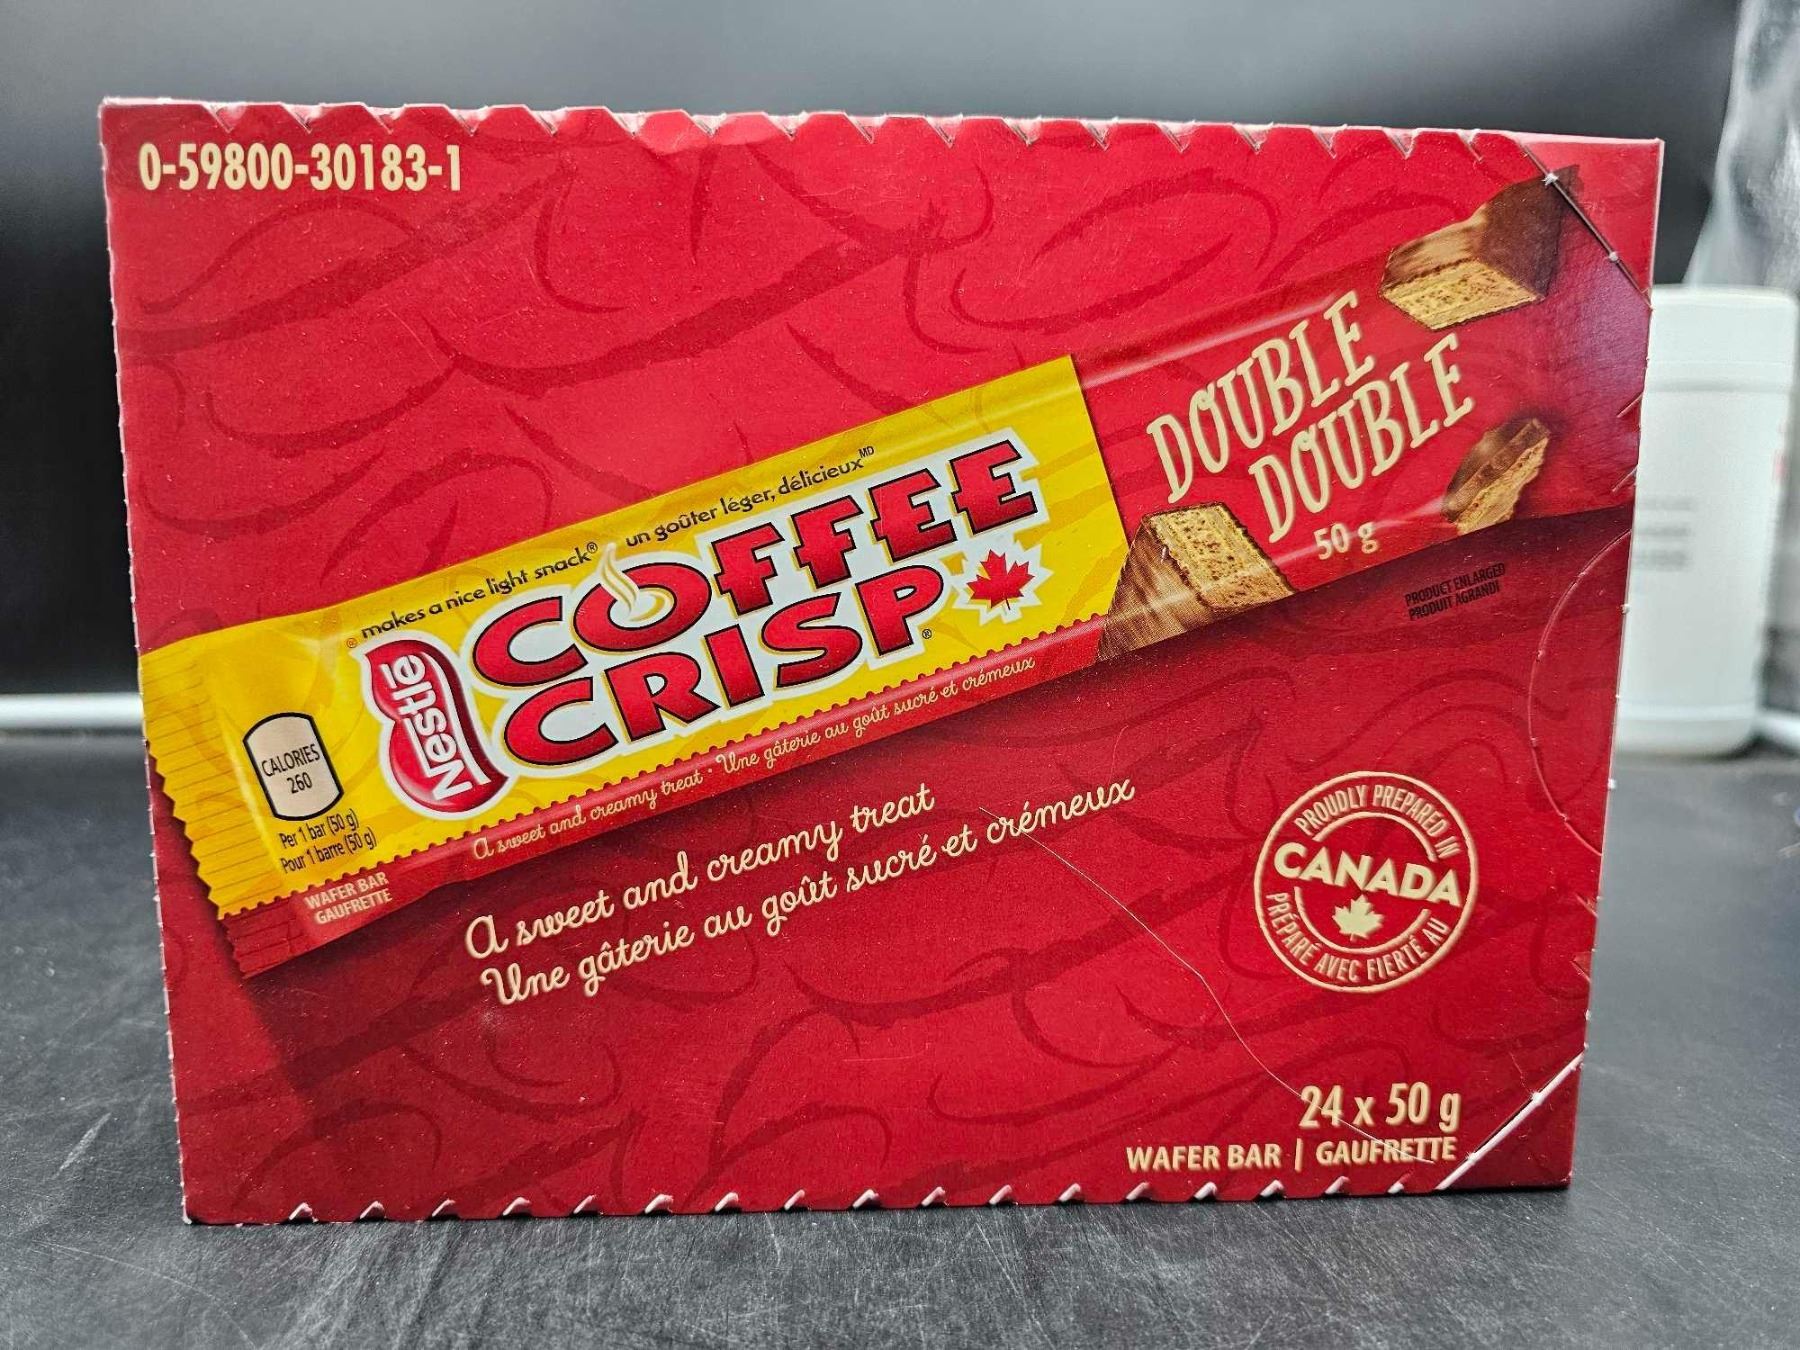 0-59800-30183-1
® makes a nice light snack® un goûter léger, délicieux MD
Nestlé
COFFEE
CRISP®
DOUBLE
DOUBLE
50 g
PRODUCT ENLARGED
PRODUIT AGRANDI
CALORIES
260
Per 1 bar (50 g)
Pour 1 barre (50 g)
WAFER BAR
GAUFRETTE
A sweet and creamy treat · Une gâterie au goût sucré et crémeux
A sweet and creamy treat
Une gâterie au goût sucré et crémeux
PROUDLY PREPARED IN
CANADA
PRÉPARÉ AVEC FIERTÉ AU
24 x 50 g
WAFER BAR | GAUFRETTE